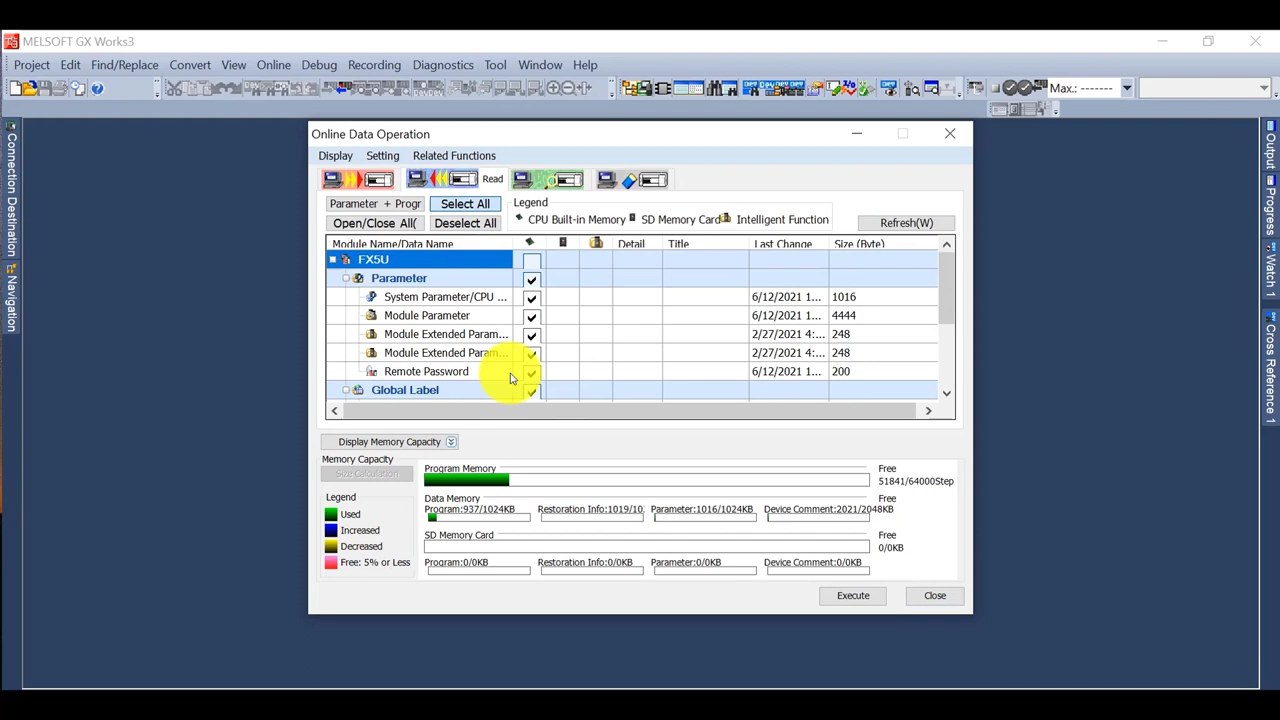 MELSOFT GX Works3
Project Edit Find/Replace Convert View Online Debug Recording Diagnostics Tool Window Help
Max.: -------
Connection Destination
Navigation
Output
Progress
Watch 1
Cross Reference 1
Online Data Operation
Display Setting Related Functions
Read
Parameter + Progr Select All Legend
CPU Built-in Memory SD Memory Card Intelligent Function
Open/Close All( Deselect All Refresh(W)
Module Name/Data Name Detail Title Last Change Size (Byte)
FX5U
Parameter
System Parameter/CPU ... 6/12/2021 1... 1016
Module Parameter 6/12/2021 1... 4444
Module Extended Param... 2/27/2021 4:... 248
Module Extended Param... 2/27/2021 4:... 248
Remote Password 6/12/2021 1... 200
Global Label
Display Memory Capacity
Memory Capacity
Size Calculation
Legend
Used
Increased
Decreased
Free: 5% or Less
Program Memory Free
51841/64000Step
Data Memory Free
Program:937/1024KB Restoration Info:1019/10 Parameter:1016/1024KB Device Comment:2021/2048KB
SD Memory Card Free
0/0KB
Program:0/0KB Restoration Info:0/0KB Parameter:0/0KB Device Comment:0/0KB
Execute Close